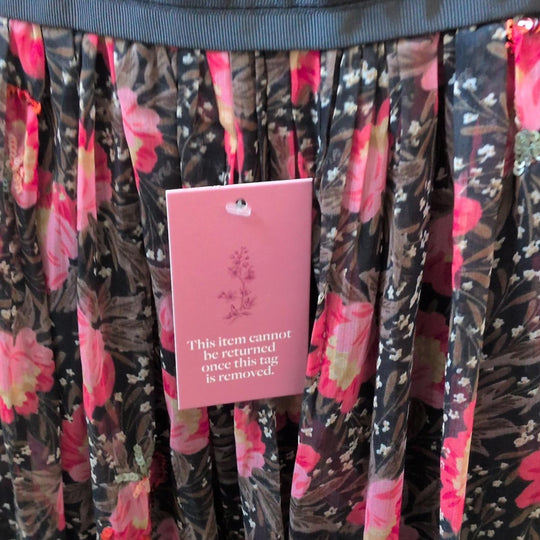 This item cannot
be returned
once this tag
is removed.